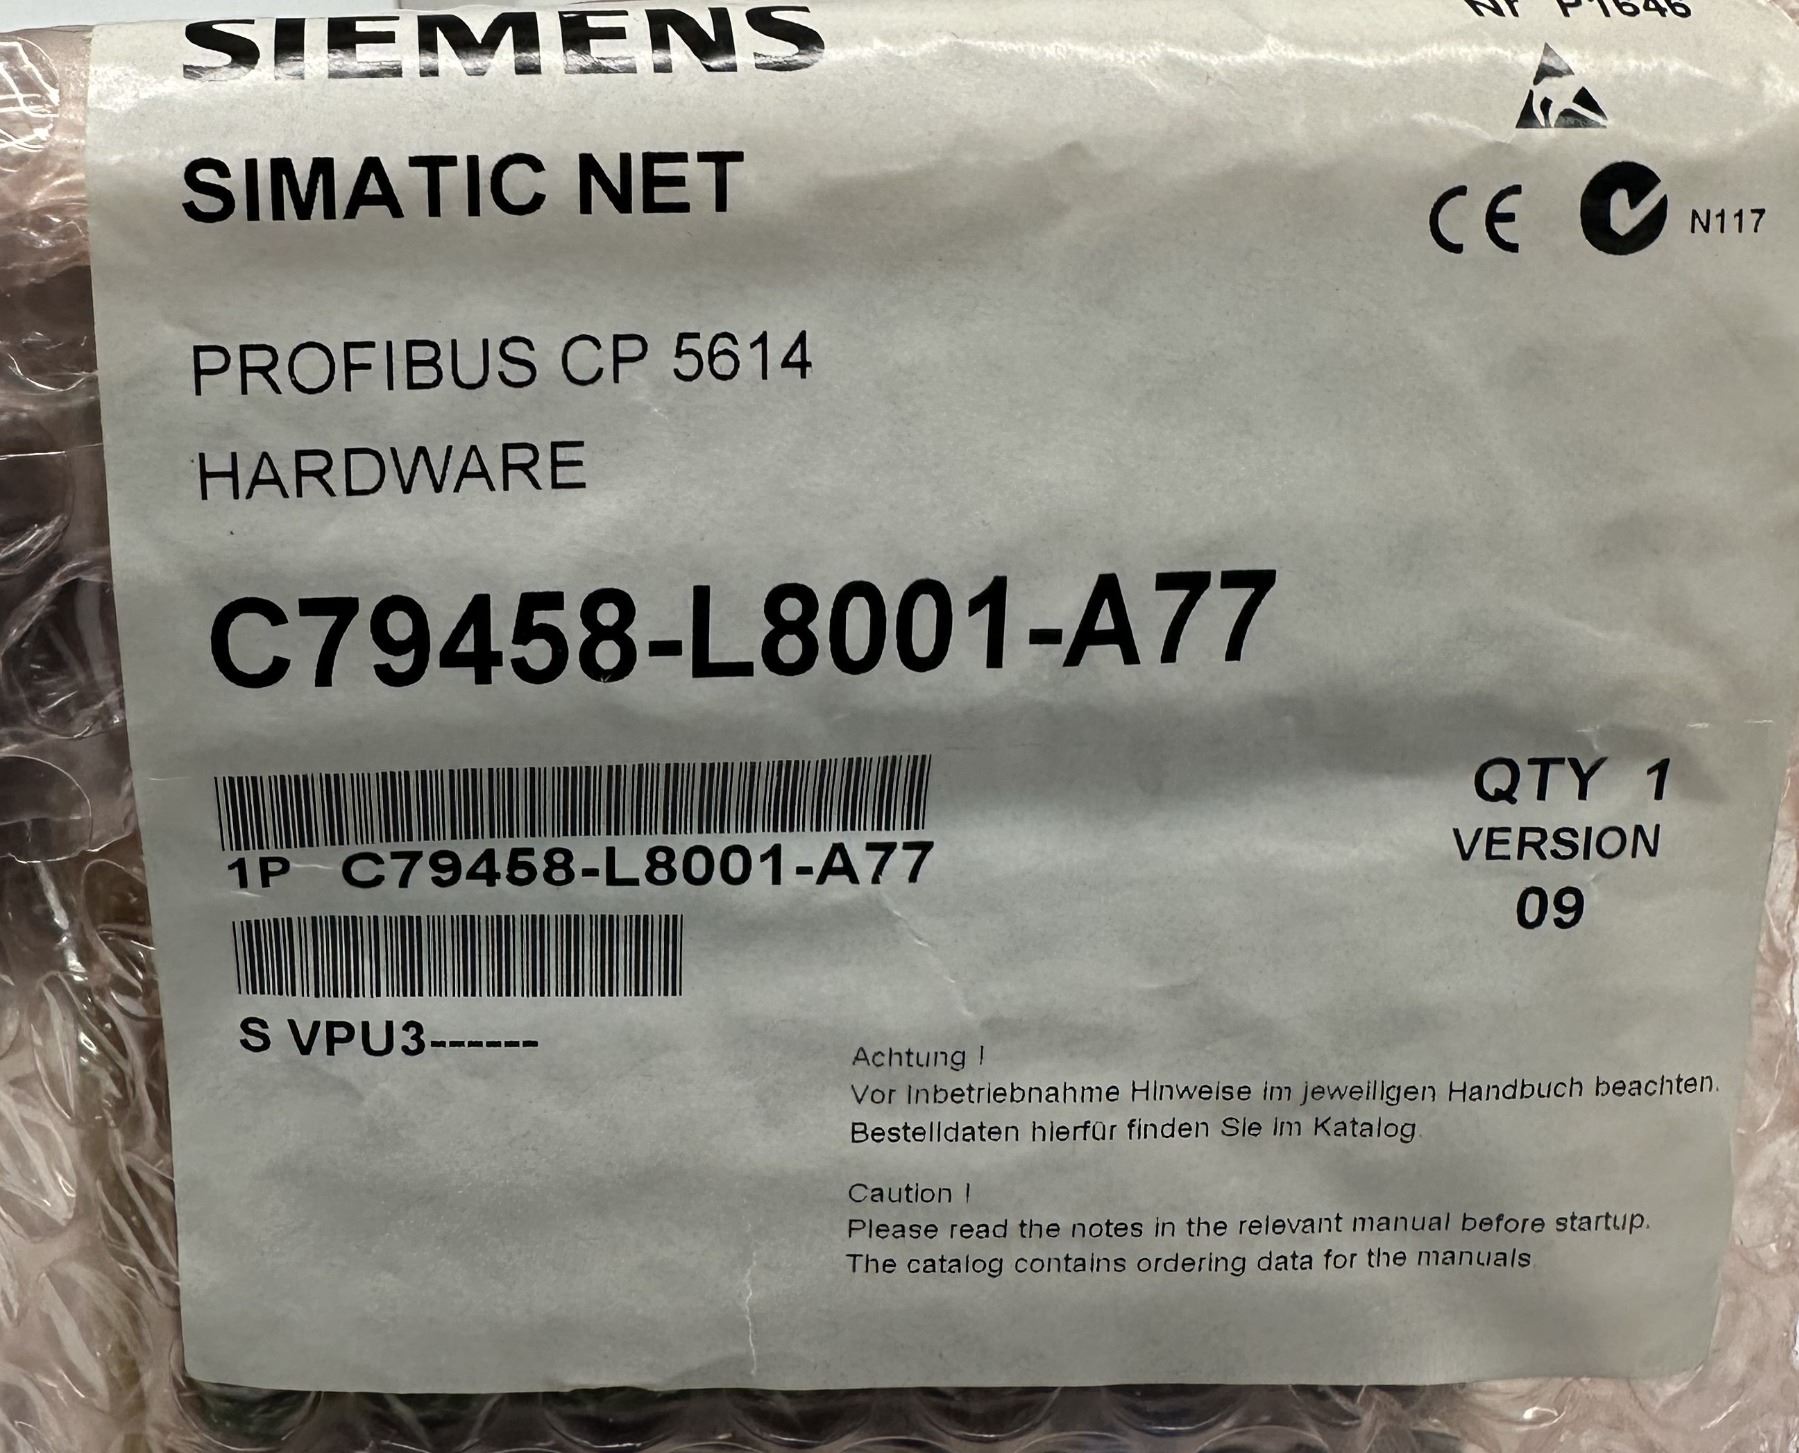 SIEMENS
Nr P1646
SIMATIC NET
CE N117
PROFIBUS CP 5614
HARDWARE
C79458-L8001-A77
QTY 1
1P C79458-L8001-A77
VERSION
09
S VPU3------
Achtung !
Vor Inbetriebnahme Hinweise im jeweiligen Handbuch beachten.
Bestelldaten hierfür finden Sie im Katalog.
Caution !
Please read the notes in the relevant manual before startup.
The catalog contains ordering data for the manuals